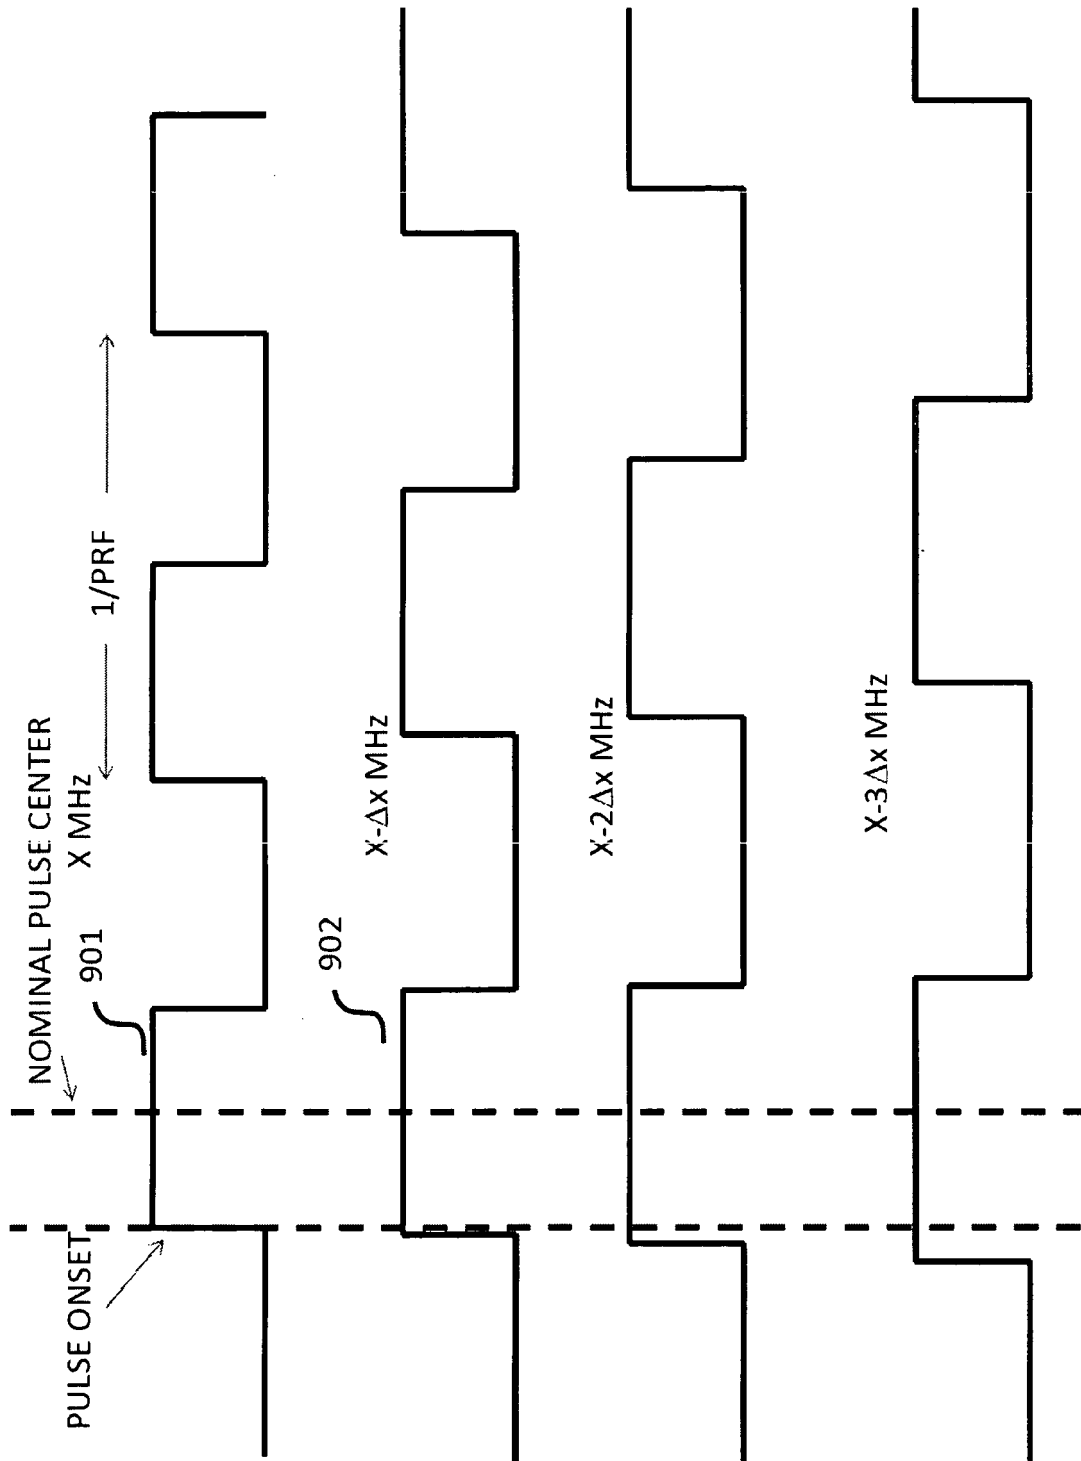 PULSE ONSET
NOMINAL PULSE CENTER
X MHz
901
1/PRF
902
X-Δx MHz
X-2Δx MHz
X-3Δx MHz